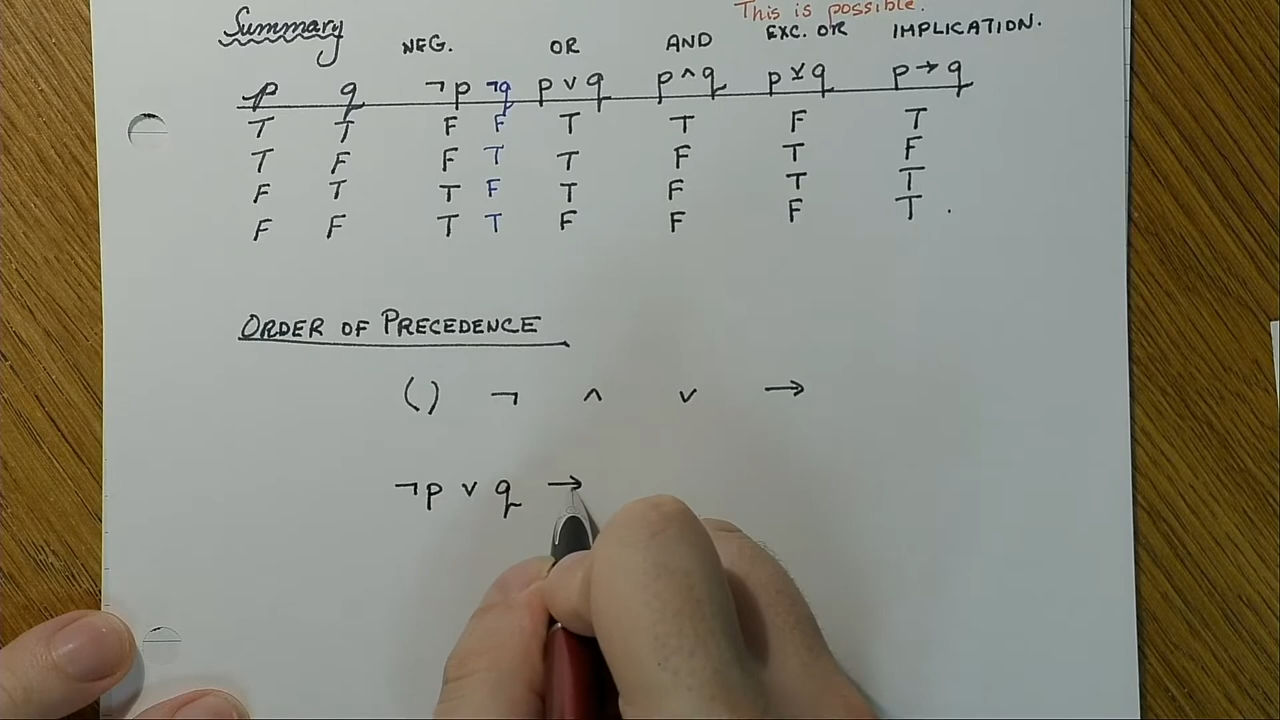 This is possible.
Summary NEG. OR AND EXC. OR IMPLICATION.
p q ¬p ¬q p ∨ q p ∧ q p ⊻ q p → q
T T F F T T F T
T F F T T F T F
F T T F T F T T
F F T T F F F T .
ORDER OF PRECEDENCE
( ) ¬ ∧ ∨ →
¬p ∨ q →